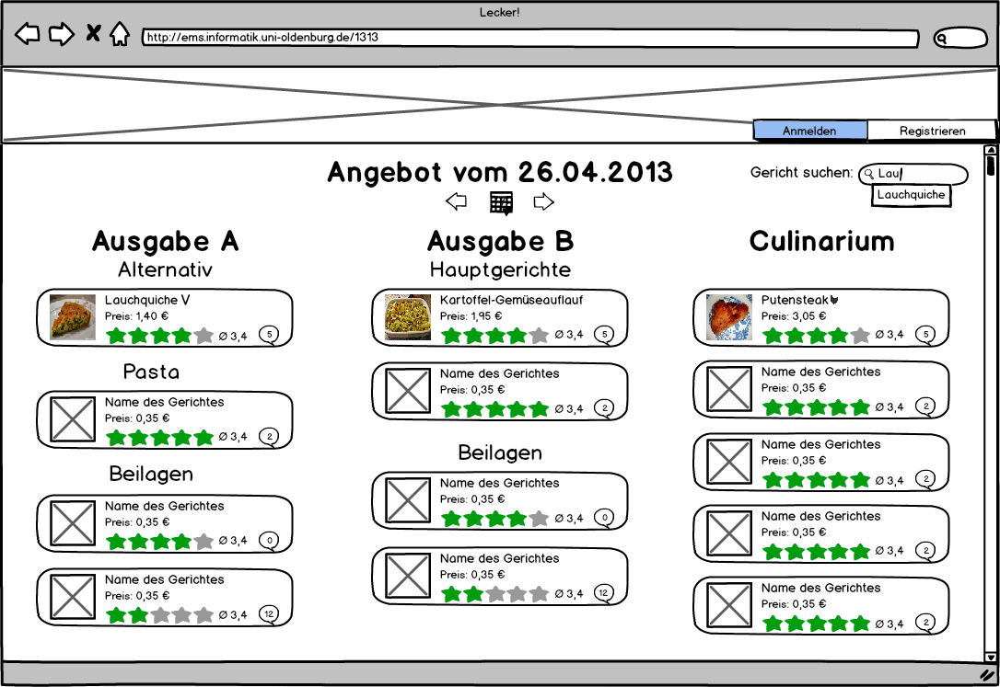 Lecker!
http://ems.informatik.uni-oldenburg.de/1313
Anmelden
Registrieren
Angebot vom 26.04.2013
Gericht suchen:
Lau
Lauchquiche
Ausgabe A
Alternativ
Lauchquiche V
Preis: 1,40 €
Ø 3,4
5
Pasta
Name des Gerichtes
Preis: 0,35 €
Ø 3,4
2
Beilagen
Name des Gerichtes
Preis: 0,35 €
Ø 3,4
0
Name des Gerichtes
Preis: 0,35 €
Ø 3,4
12
Ausgabe B
Hauptgerichte
Kartoffel-Gemüseauflauf
Preis: 1,95 €
Ø 3,4
5
Name des Gerichtes
Preis: 0,35 €
Ø 3,4
2
Beilagen
Name des Gerichtes
Preis: 0,35 €
Ø 3,4
0
Name des Gerichtes
Preis: 0,35 €
Ø 3,4
12
Culinarium
Putensteak
Preis: 3,05 €
Ø 3,4
5
Name des Gerichtes
Preis: 0,35 €
Ø 3,4
2
Name des Gerichtes
Preis: 0,35 €
Ø 3,4
2
Name des Gerichtes
Preis: 0,35 €
Ø 3,4
2
Name des Gerichtes
Preis: 0,35 €
Ø 3,4
2